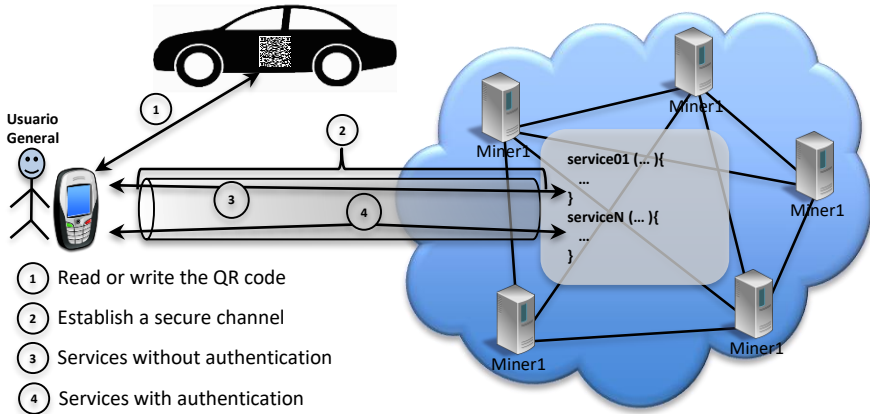 1
2
Usuario
General
3
4
Miner1
Miner1
Miner1
Miner1
Miner1
service01 (... ){
...
}
serviceN (... ){
...
}
1 Read or write the QR code
2 Establish a secure channel
3 Services without authentication
4 Services with authentication